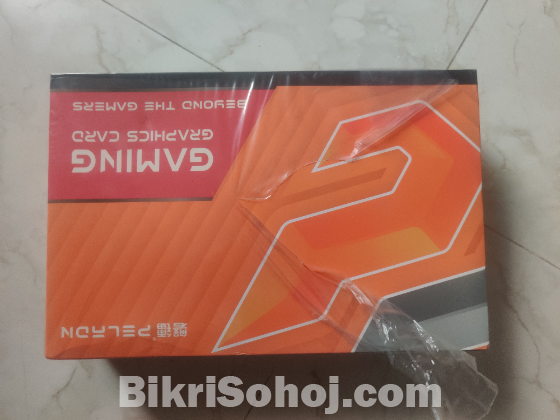 GAMING
GRAPHICS CARD
BEYOND THE GAMERS
PELADN
BikriSohoj.com